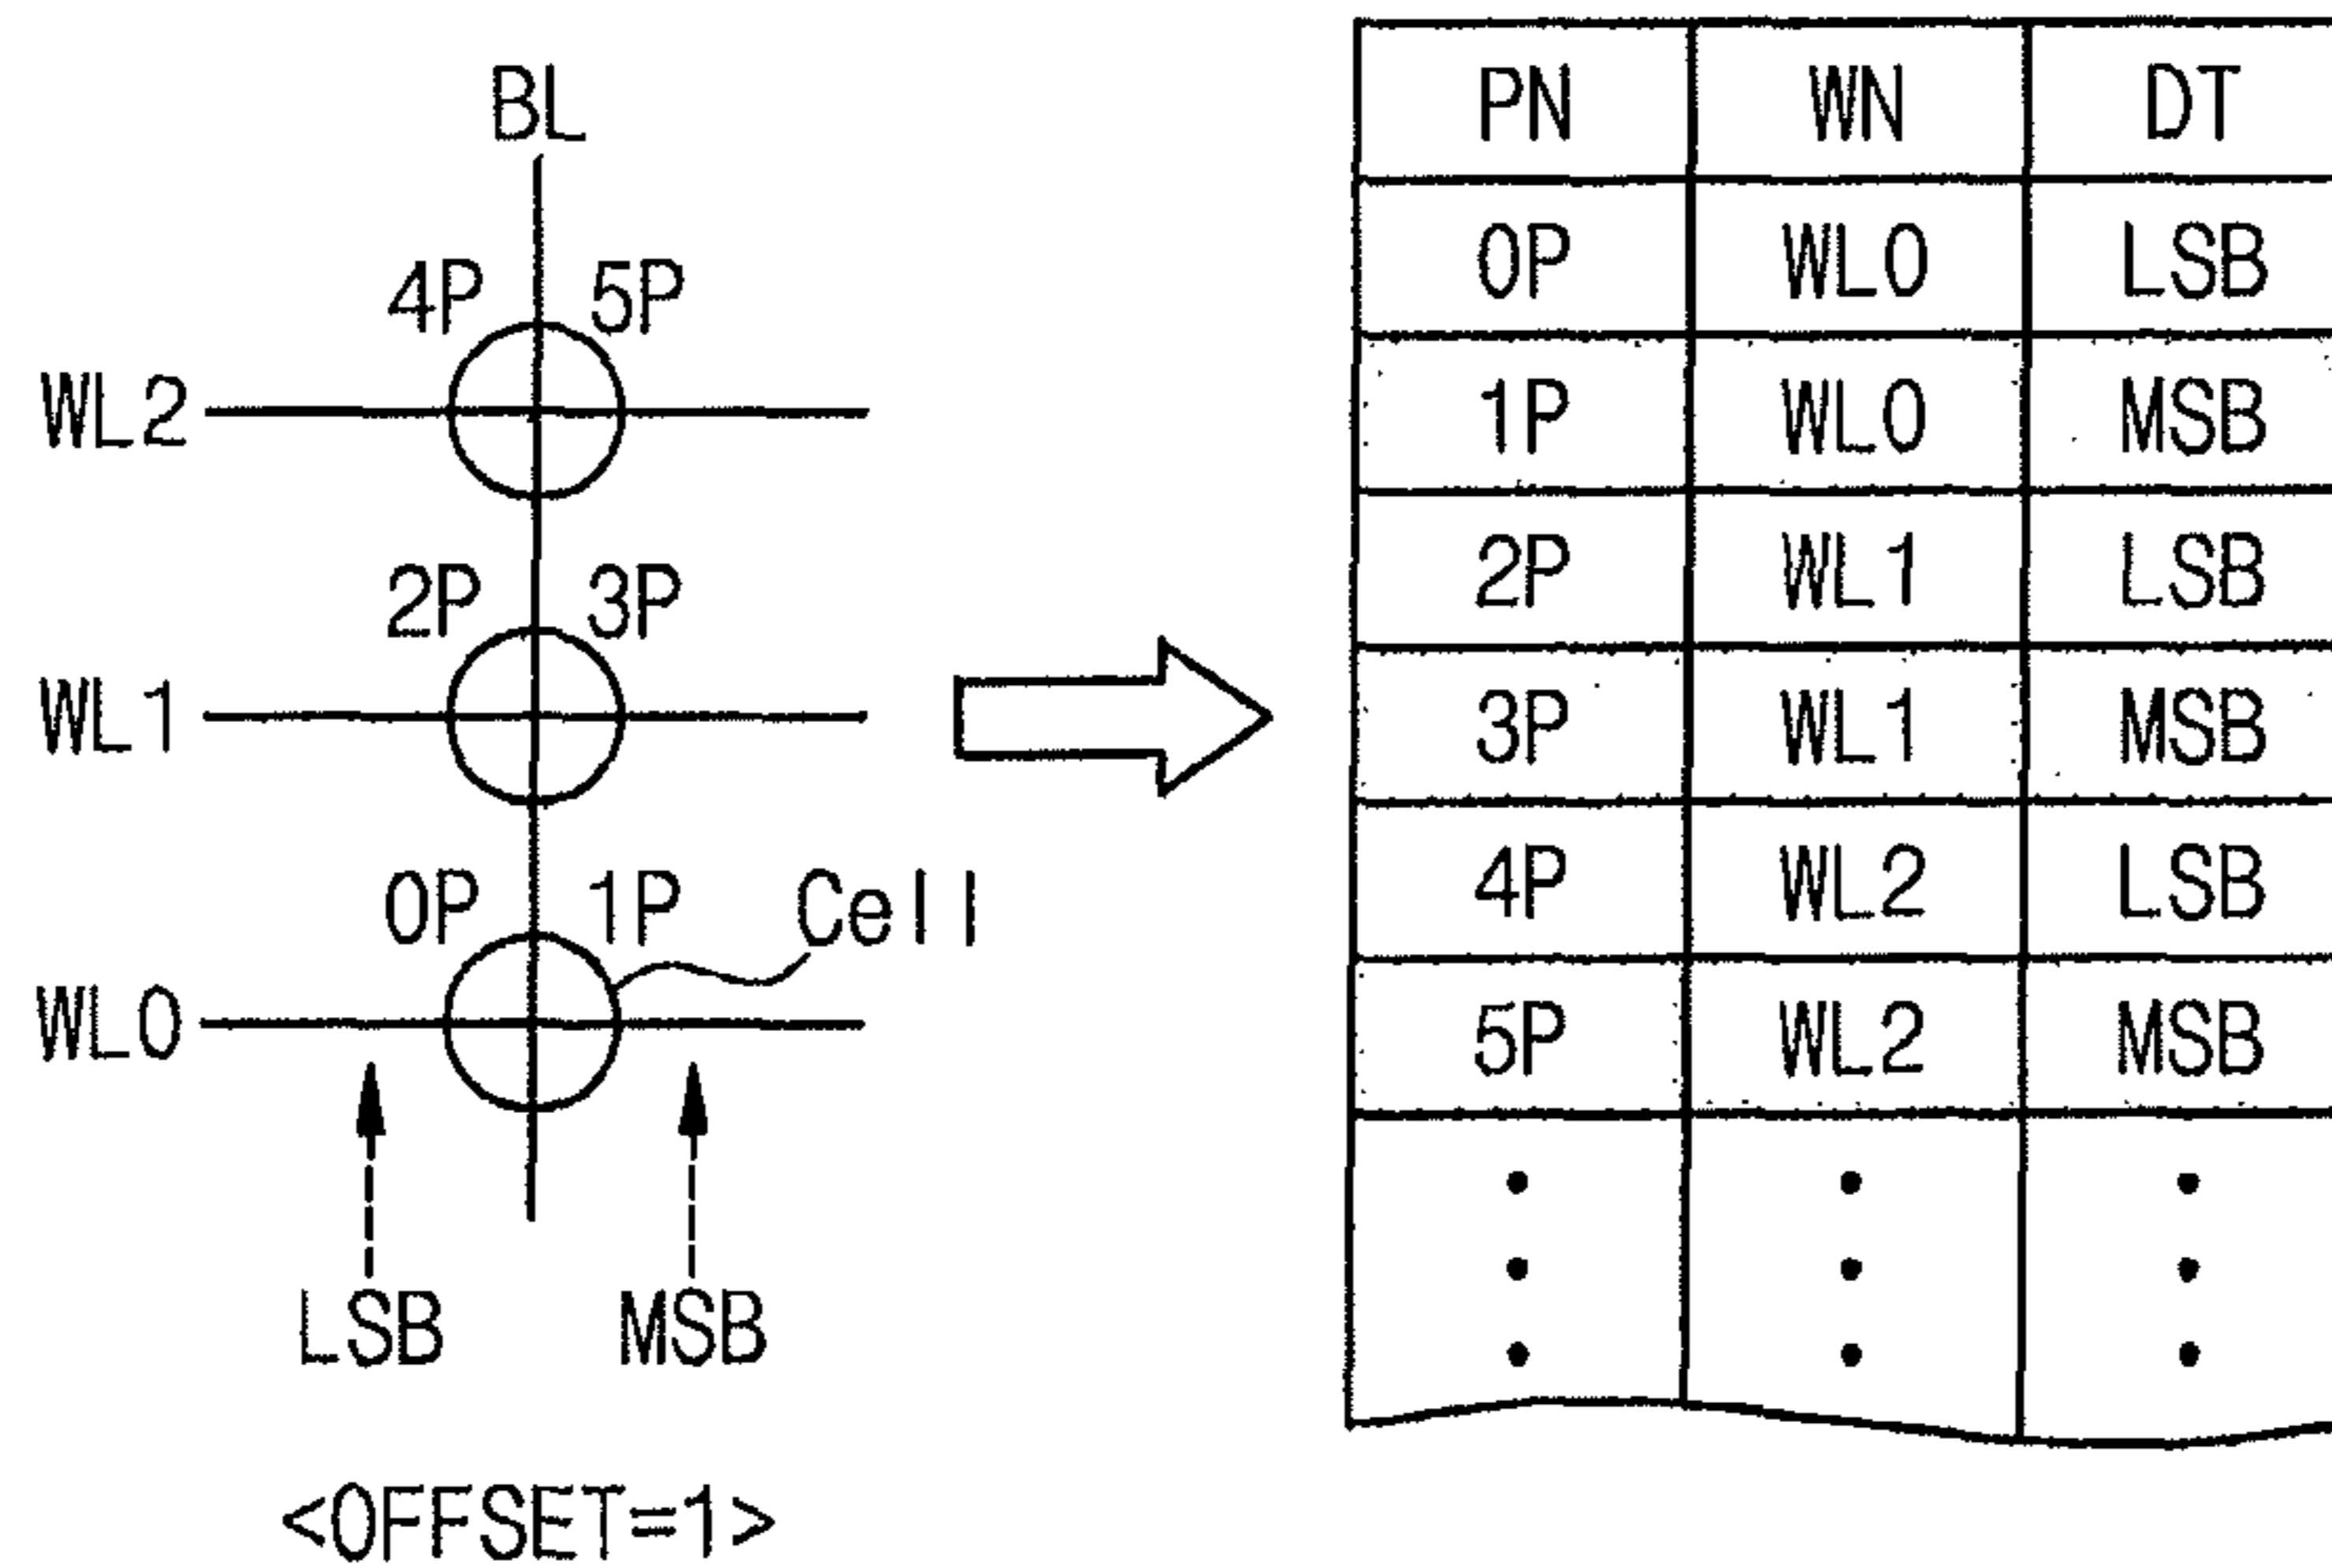 BL
4P 5P
WL2
2P 3P
WL1
0P 1P Cell
WL0
LSB MSB
<OFFSET=1>
PN WN DT
0P WL0 LSB
1P WL0 MSB
2P WL1 LSB
3P WL1 MSB
4P WL2 LSB
5P WL2 MSB